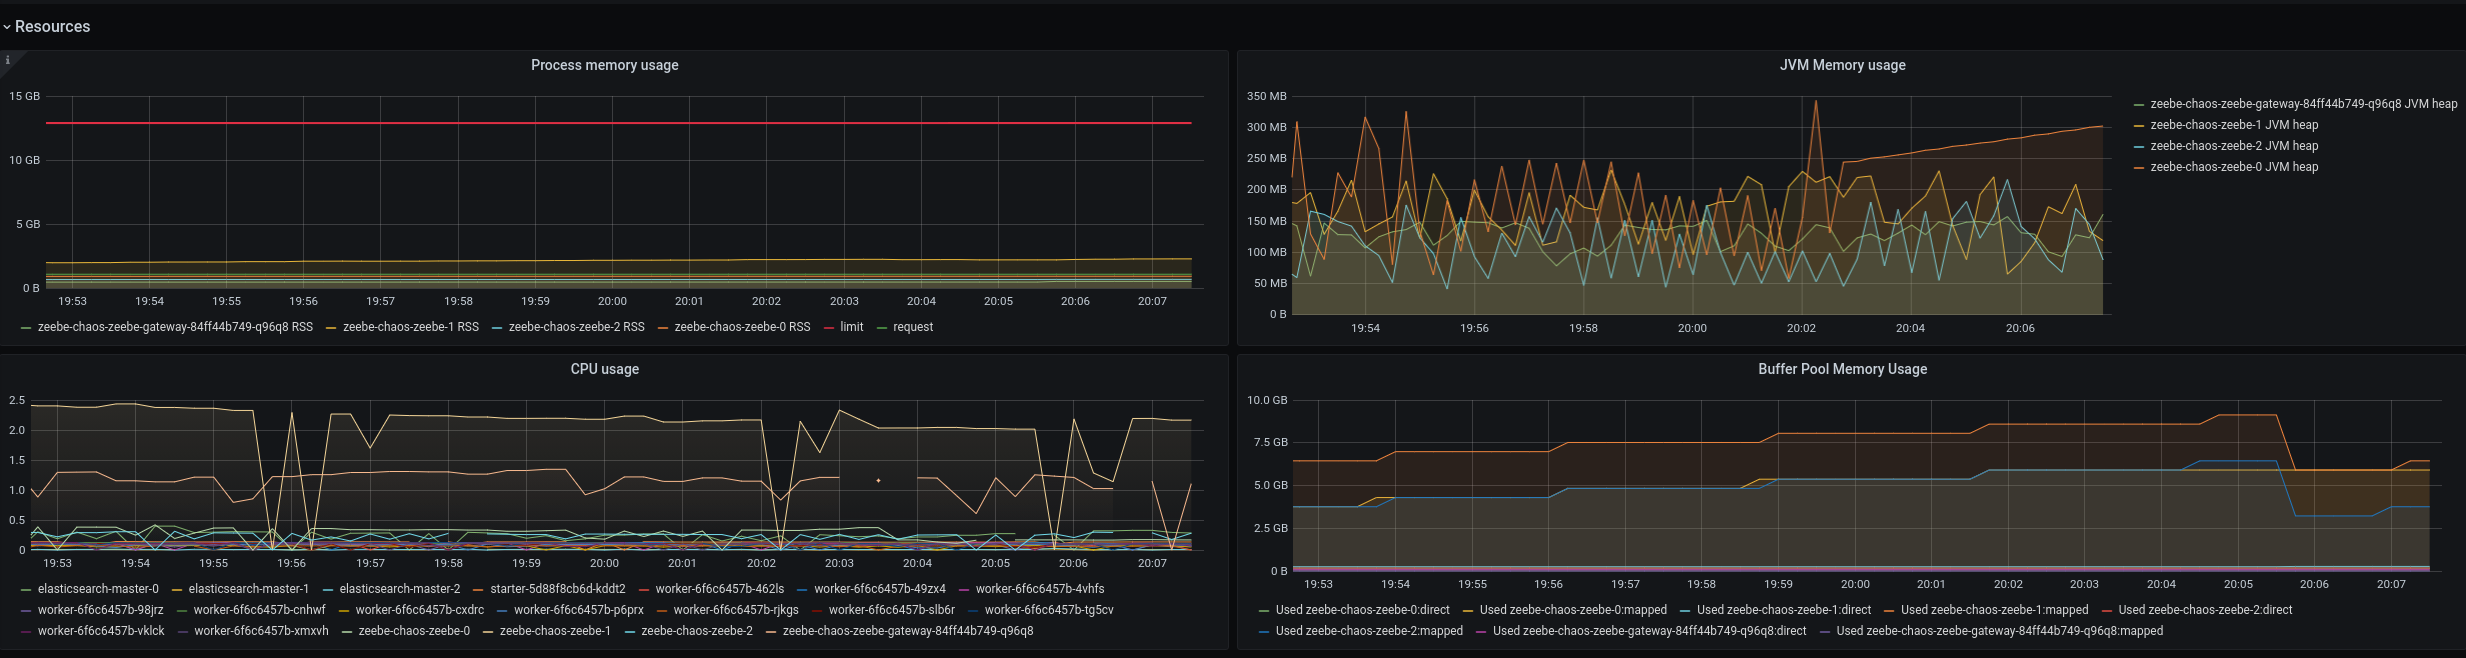 Resources
i
Process memory usage
15 GB
10 GB
5 GB
0 B
19:53 19:54 19:55 19:56 19:57 19:58 19:59 20:00 20:01 20:02 20:03 20:04 20:05 20:06 20:07
zeebe-chaos-zeebe-gateway-84ff44b749-q96q8 RSS zeebe-chaos-zeebe-1 RSS zeebe-chaos-zeebe-2 RSS zeebe-chaos-zeebe-0 RSS limit request
JVM Memory usage
350 MB
300 MB
250 MB
200 MB
150 MB
100 MB
50 MB
0 B
19:54 19:56 19:58 20:00 20:02 20:04 20:06
zeebe-chaos-zeebe-gateway-84ff44b749-q96q8 JVM heap
zeebe-chaos-zeebe-1 JVM heap
zeebe-chaos-zeebe-2 JVM heap
zeebe-chaos-zeebe-0 JVM heap
CPU usage
2.5
2.0
1.5
1.0
0.5
0
19:53 19:54 19:55 19:56 19:57 19:58 19:59 20:00 20:01 20:02 20:03 20:04 20:05 20:06 20:07
elasticsearch-master-0 elasticsearch-master-1 elasticsearch-master-2 starter-5d88f8cb6d-kddt2 worker-6f6c6457b-462ls worker-6f6c6457b-49zx4 worker-6f6c6457b-4vhfs
worker-6f6c6457b-98jrz worker-6f6c6457b-cnhwf worker-6f6c6457b-cxdrc worker-6f6c6457b-p6prx worker-6f6c6457b-rjkgs worker-6f6c6457b-slb6r worker-6f6c6457b-tg5cv
worker-6f6c6457b-vklck worker-6f6c6457b-xmxvh zeebe-chaos-zeebe-0 zeebe-chaos-zeebe-1 zeebe-chaos-zeebe-2 zeebe-chaos-zeebe-gateway-84ff44b749-q96q8
Buffer Pool Memory Usage
10.0 GB
7.5 GB
5.0 GB
2.5 GB
0 B
19:53 19:54 19:55 19:56 19:57 19:58 19:59 20:00 20:01 20:02 20:03 20:04 20:05 20:06 20:07
Used zeebe-chaos-zeebe-0:direct Used zeebe-chaos-zeebe-0:mapped Used zeebe-chaos-zeebe-1:direct Used zeebe-chaos-zeebe-1:mapped Used zeebe-chaos-zeebe-2:direct
Used zeebe-chaos-zeebe-2:mapped Used zeebe-chaos-zeebe-gateway-84ff44b749-q96q8:direct Used zeebe-chaos-zeebe-gateway-84ff44b749-q96q8:mapped